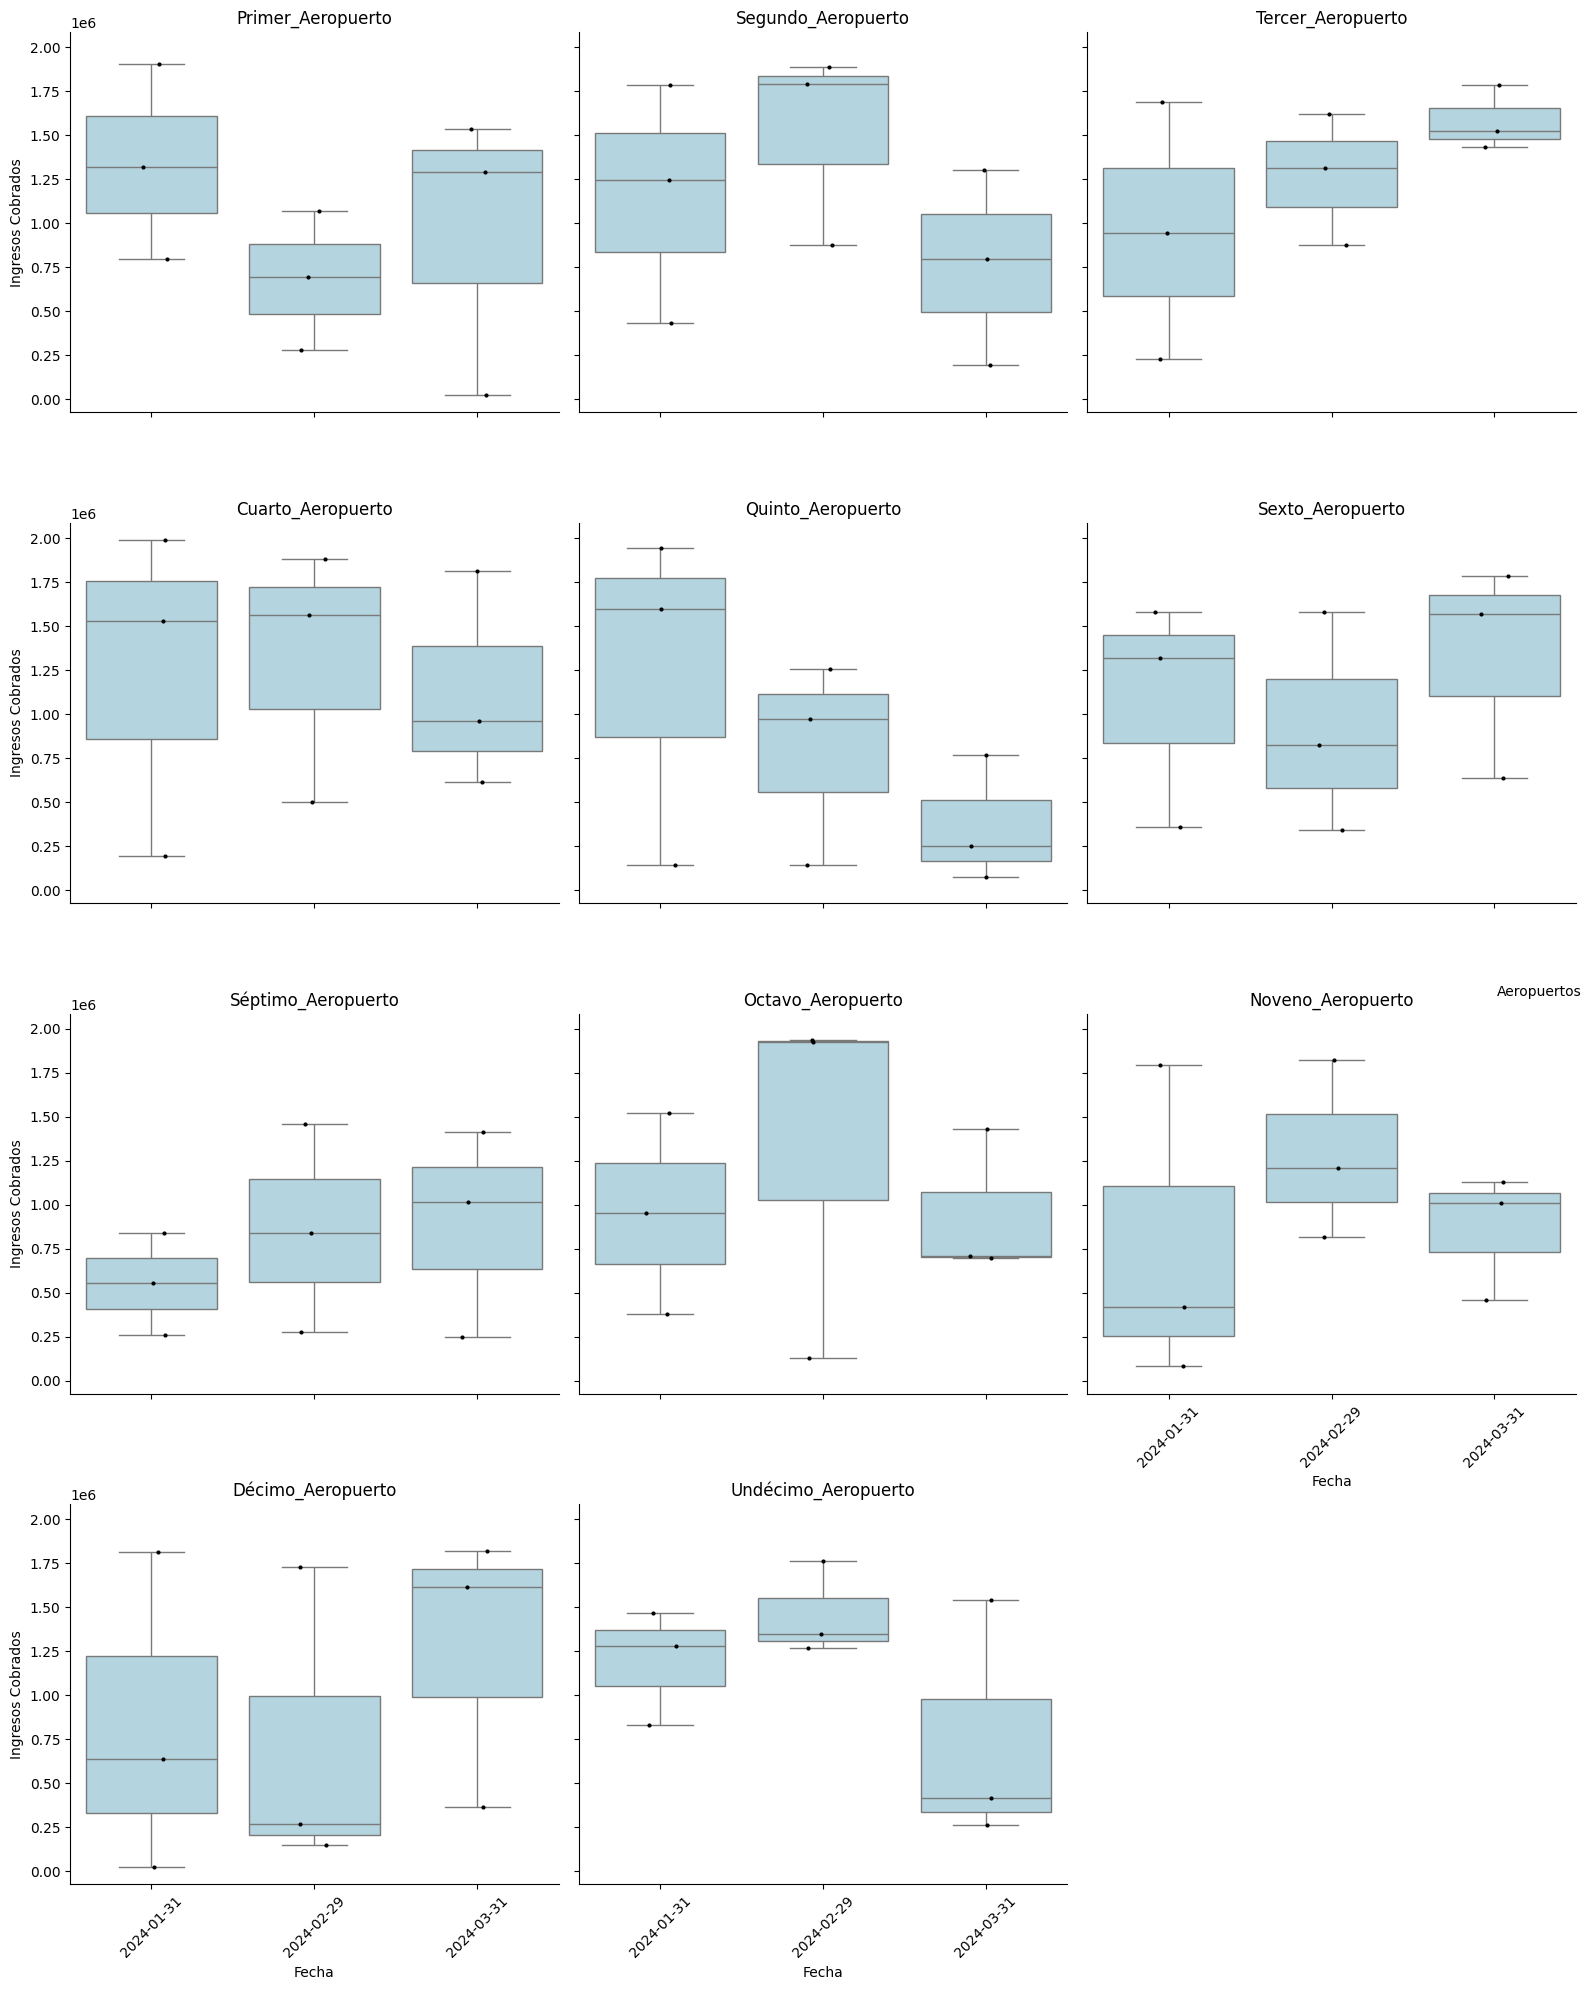 Primer_Aeropuerto
Segundo_Aeropuerto
Tercer_Aeropuerto
1e6
2.00
1.75
1.50
1.25
1.00
0.75
0.50
0.25
0.00
Ingresos Cobrados
Cuarto_Aeropuerto
Quinto_Aeropuerto
Sexto_Aeropuerto
1e6
2.00
1.75
1.50
1.25
1.00
0.75
0.50
0.25
0.00
Ingresos Cobrados
Séptimo_Aeropuerto
Octavo_Aeropuerto
Noveno_Aeropuerto
Aeropuertos
1e6
2.00
1.75
1.50
1.25
1.00
0.75
0.50
0.25
0.00
Ingresos Cobrados
2024-01-31
2024-02-29
2024-03-31
Fecha
Décimo_Aeropuerto
Undécimo_Aeropuerto
1e6
2.00
1.75
1.50
1.25
1.00
0.75
0.50
0.25
0.00
Ingresos Cobrados
2024-01-31
2024-02-29
2024-03-31
2024-01-31
2024-02-29
2024-03-31
Fecha
Fecha